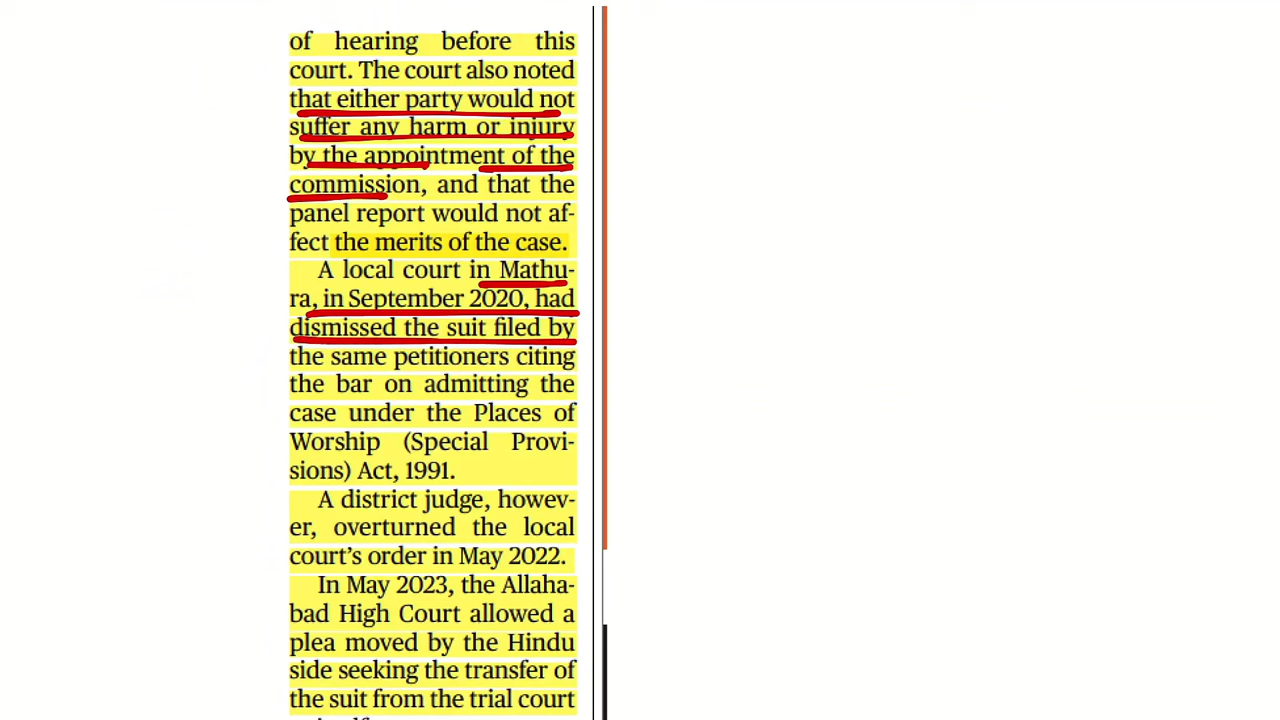 of hearing before this
court. The court also noted
that either party would not
suffer any harm or injury
by the appointment of the
commission, and that the
panel report would not af-
fect the merits of the case.
A local court in Mathu-
ra, in September 2020, had
dismissed the suit filed by
the same petitioners citing
the bar on admitting the
case under the Places of
Worship (Special Provi-
sions) Act, 1991.
A district judge, howev-
er, overturned the local
court's order in May 2022.
In May 2023, the Allaha-
bad High Court allowed a
plea moved by the Hindu
side seeking the transfer of
the suit from the trial court